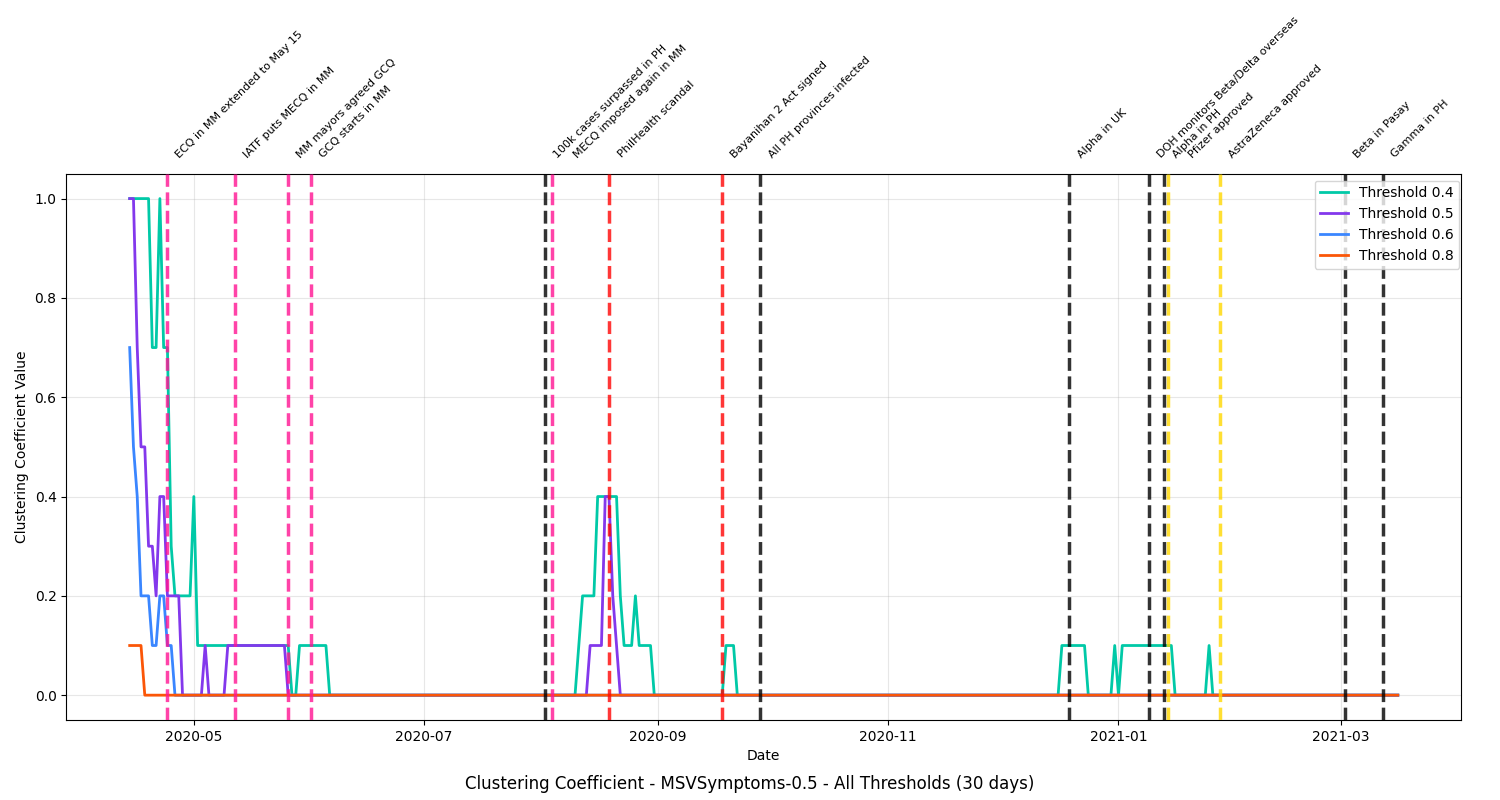 ECQ in MM extended to May 15
IATF puts MECQ in MM
MM mayors agreed GCQ
GCQ starts in MM
100k cases surpassed in PH
MECQ imposed again in MM
PhilHealth scandal
Bayanihan 2 Act signed
All PH provinces infected
Alpha in UK
DOH monitors Beta/Delta overseas
Alpha in PH
Pfizer approved
AstraZeneca approved
Beta in Pasay
Gamma in PH
Threshold 0.4
Threshold 0.5
Threshold 0.6
Threshold 0.8
Clustering Coefficient Value
1.0
0.8
0.6
0.4
0.2
0.0
2020-05
2020-07
2020-09
2020-11
2021-01
2021-03
Date
Clustering Coefficient - MSVSymptoms-0.5 - All Thresholds (30 days)